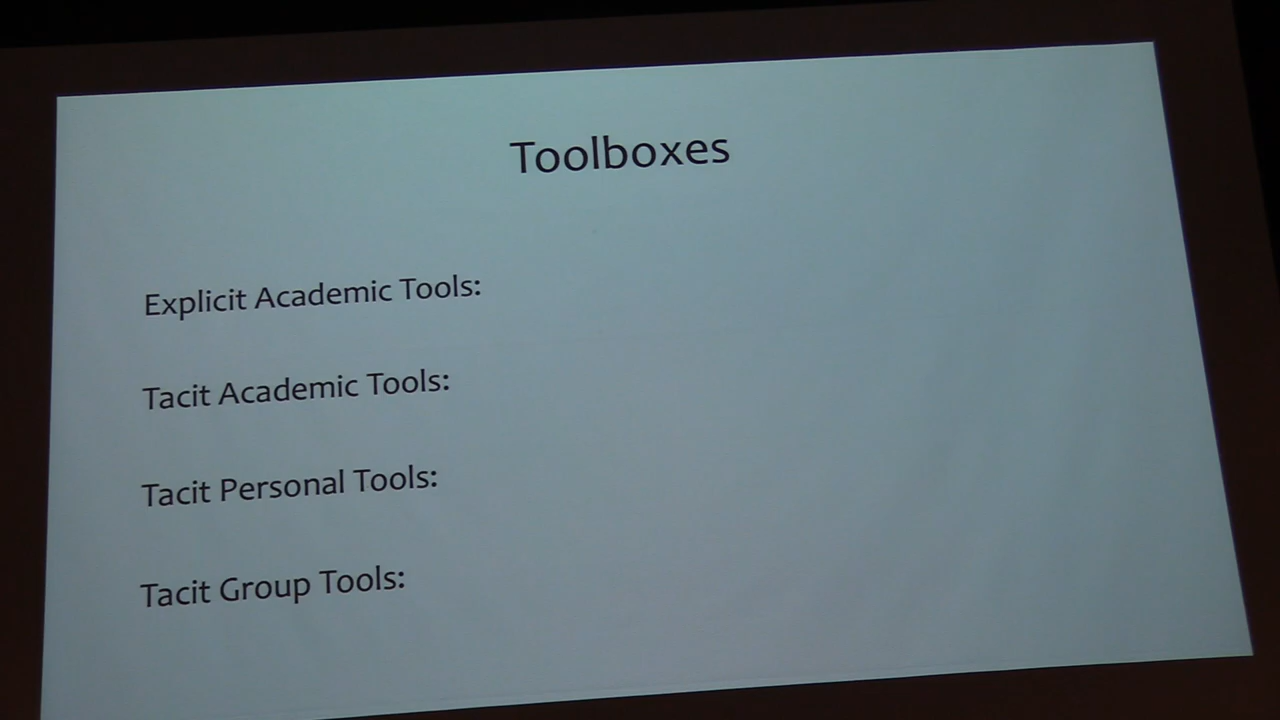 Toolboxes
Explicit Academic Tools:
Tacit Academic Tools:
Tacit Personal Tools:
Tacit Group Tools: